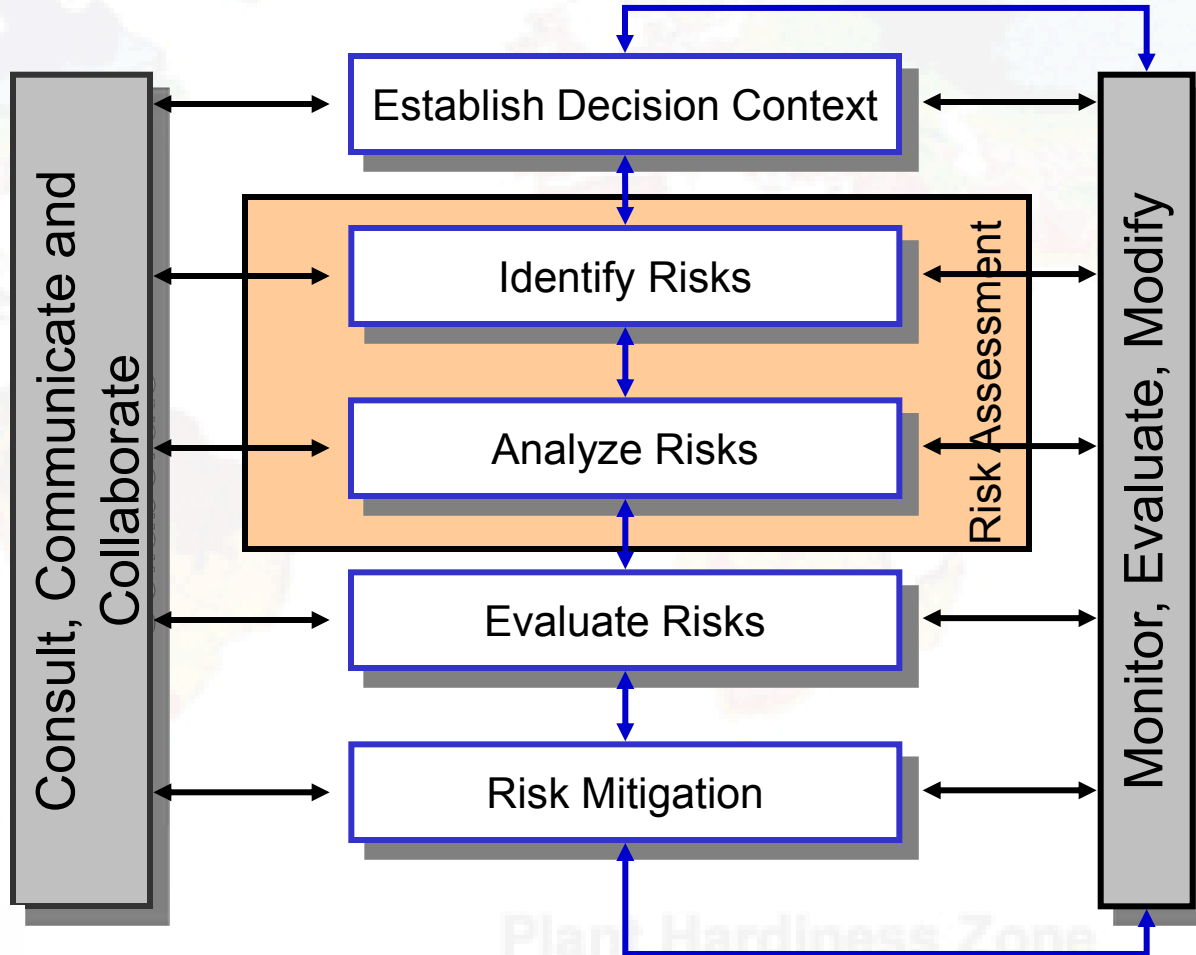 Establish Decision Context
Consult, Communicate and
Collaborate
Identify Risks
Analyze Risks
Risk Assessment
Evaluate Risks
Risk Mitigation
Monitor, Evaluate, Modify
Plant Hardiness Zone